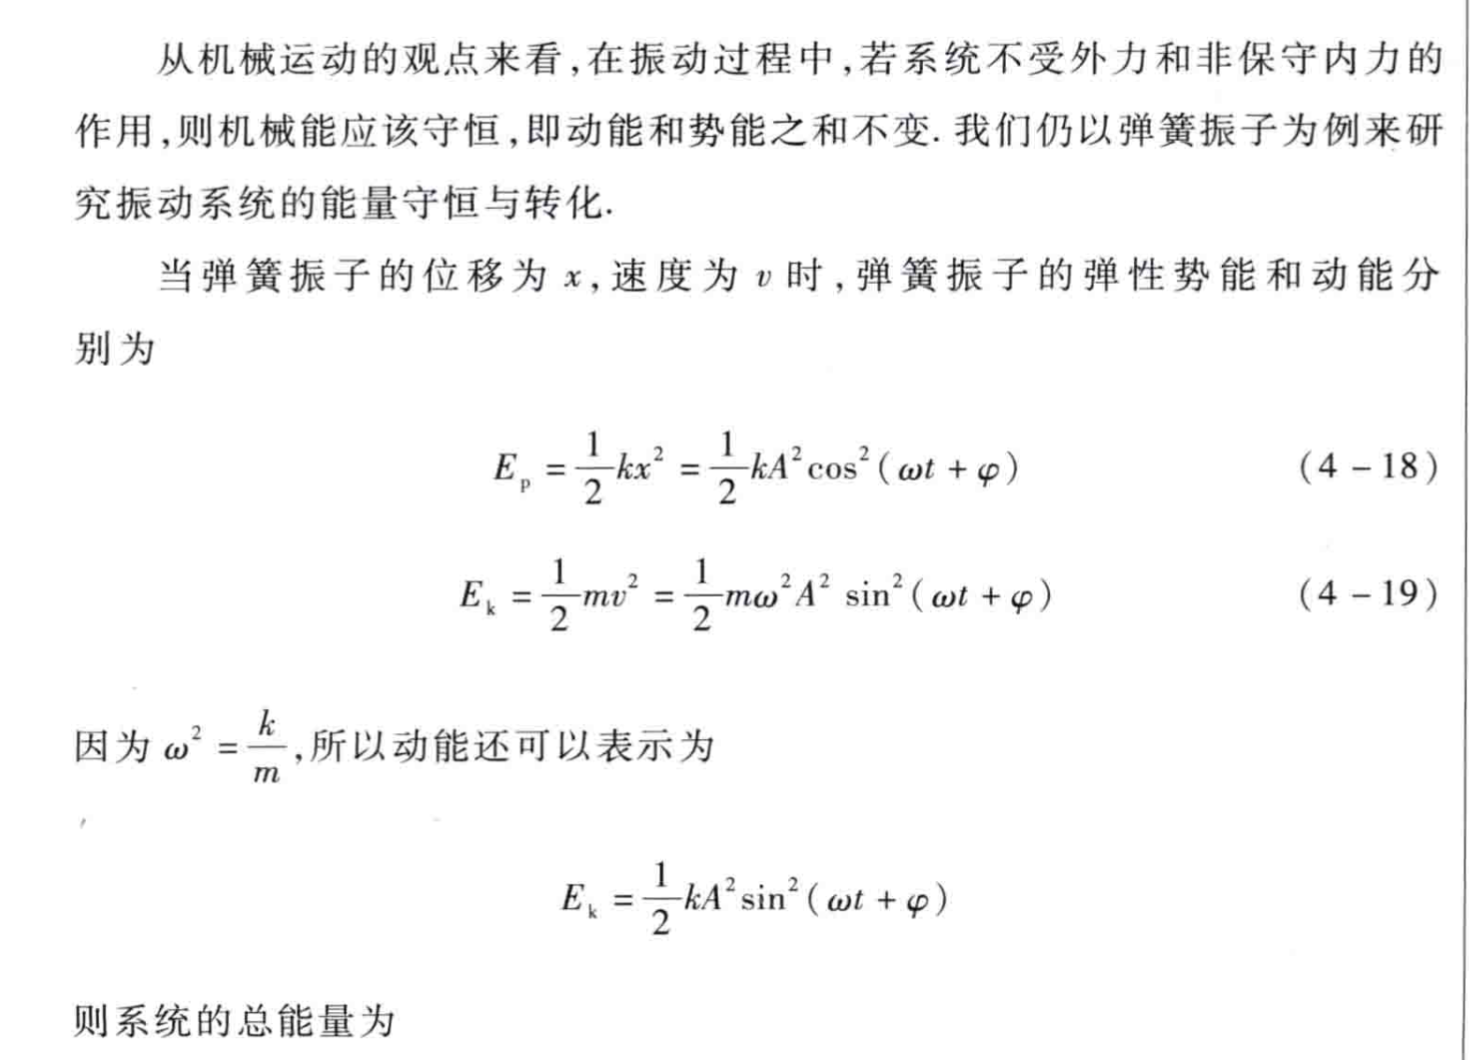 从机械运动的观点来看,在振动过程中,若系统不受外力和非保守内力的
作用,则机械能应该守恒,即动能和势能之和不变. 我们仍以弹簧振子为例来研
究振动系统的能量守恒与转化.
当弹簧振子的位移为 x,速度为 v 时,弹簧振子的弹性势能和动能分
别为
E_p = \frac{1}{2}kx^2 = \frac{1}{2}kA^2\cos^2(ωt + φ) (4 - 18)
E_k = \frac{1}{2}mv^2 = \frac{1}{2}mω^2A^2 \sin^2(ωt + φ) (4 - 19)
因为 ω^2 = \frac{k}{m},所以动能还可以表示为
E_k = \frac{1}{2}kA^2\sin^2(ωt + φ)
则系统的总能量为